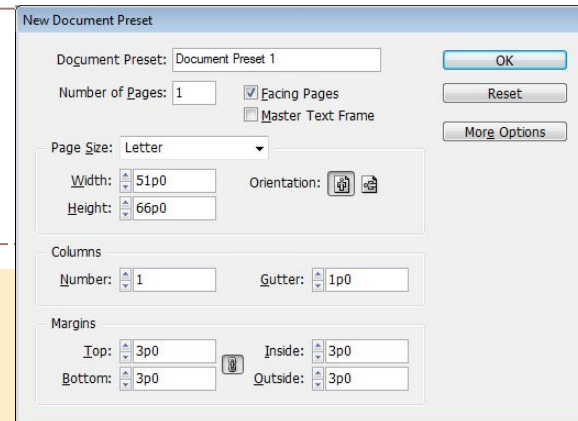 New Document Preset
Document Preset: Document Preset 1
OK
Number of Pages: 1
Facing Pages
Reset
Master Text Frame
More Options
Page Size: Letter
Width: 51p0
Orientation:
Height: 66p0
Columns
Number: 1
Gutter: 1p0
Margins
Top: 3p0
Inside: 3p0
Bottom: 3p0
Outside: 3p0